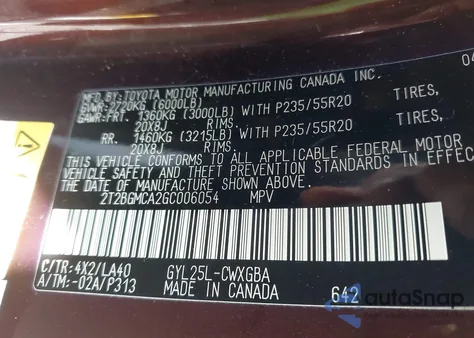 04
MFD.BY:TOYOTA MOTOR MANUFACTURING CANADA INC.
GVWR:2720KG (6000LB)
GAWR:FRT. 1360KG (3000LB) WITH P235/55R20 TIRES,
20X8J RIMS.
RR. 1460KG (3215LB) WITH P235/55R20 TIRES,
20X8J RIMS.
THIS VEHICLE CONFORMS TO ALL APPLICABLE FEDERAL MOTOR
VEHICLE SAFETY AND THEFT PREVENTION STANDARDS IN EFFEC
ON THE DATE OF MANUFACTURE SHOWN ABOVE.
2T2BGMCA2GC006054 MPV
C/TR:4X2/LA40 GYL25L-CWXGBA
A/TM:-02A/P313 MADE IN CANADA 642
autoSnap